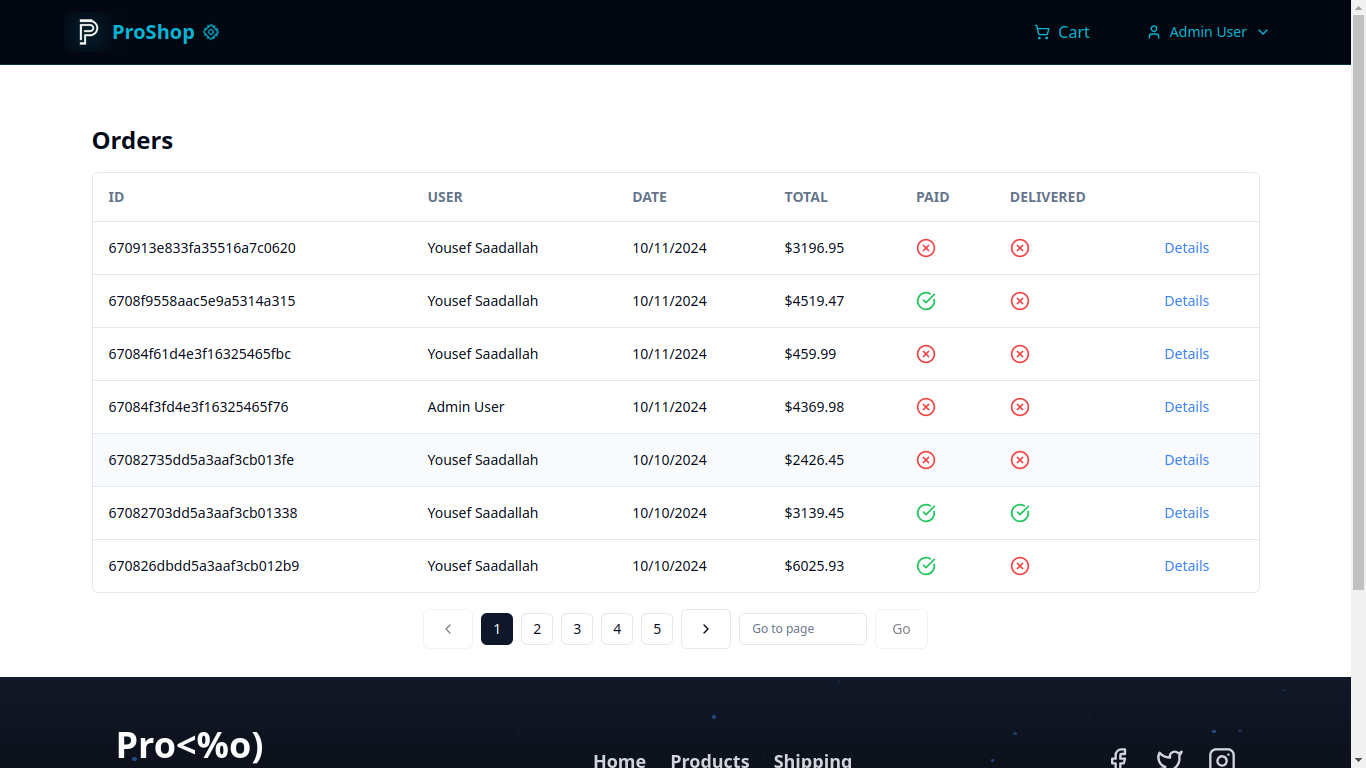 ProShop Cart Admin User
Orders
ID USER DATE TOTAL PAID DELIVERED
670913e833fa35516a7c0620 Yousef Saadallah 10/11/2024 $3196.95 Details
6708f9558aac5e9a5314a315 Yousef Saadallah 10/11/2024 $4519.47 Details
67084f61d4e3f16325465fbc Yousef Saadallah 10/11/2024 $459.99 Details
67084f3fd4e3f16325465f76 Admin User 10/11/2024 $4369.98 Details
67082735dd5a3aaf3cb013fe Yousef Saadallah 10/10/2024 $2426.45 Details
67082703dd5a3aaf3cb01338 Yousef Saadallah 10/10/2024 $3139.45 Details
670826dbdd5a3aaf3cb012b9 Yousef Saadallah 10/10/2024 $6025.93 Details
1 2 3 4 5 Go to page Go
Pro<%o)
Home Products Shipping